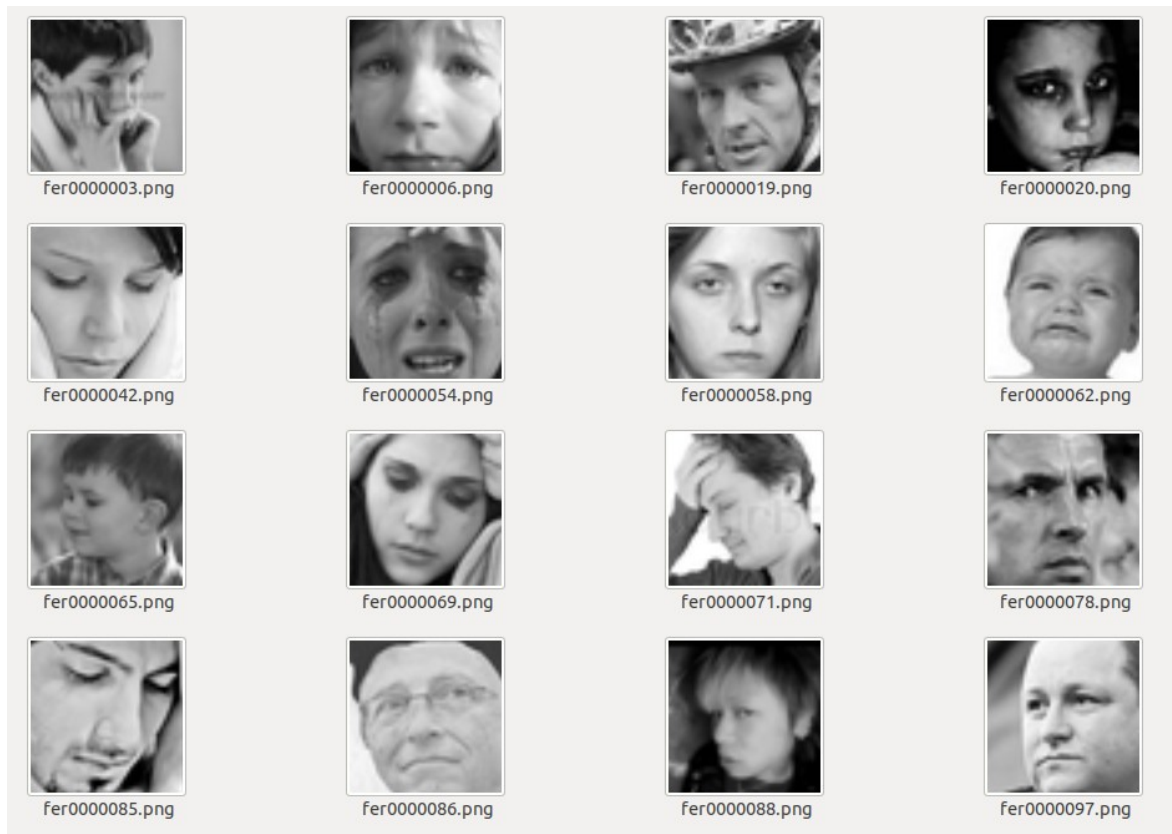 fer0000003.png fer0000006.png fer0000019.png fer0000020.png
fer0000042.png fer0000054.png fer0000058.png fer0000062.png
fer0000065.png fer0000069.png fer0000071.png fer0000078.png
fer0000085.png fer0000086.png fer0000088.png fer0000097.png